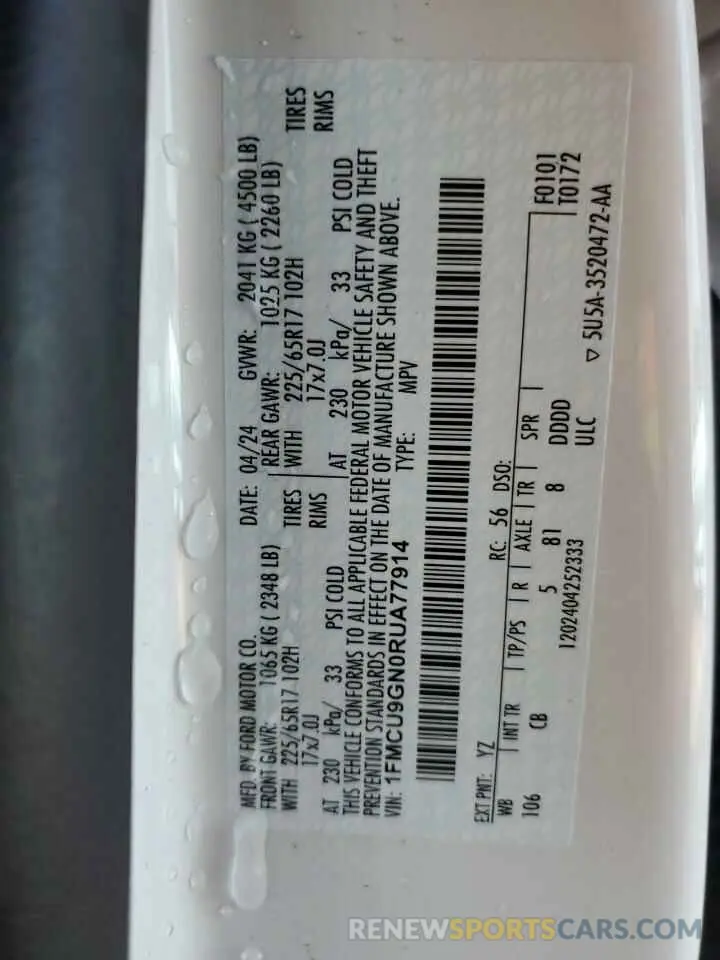 MFD. BY FORD MOTOR CO. DATE: 04/24 GVWR: 2041 KG ( 4500 LB)
FRONT GAWR: 1065 KG ( 2348 LB) REAR GAWR: 1025 KG ( 2260 LB)
WITH 225/65R17 102H TIRES WITH 225/65R17 102H TIRES
17x7.0J RIMS 17x7.0J RIMS
AT 230 kPa/ 33 PSI COLD AT 230 kPa/ 33 PSI COLD
THIS VEHICLE CONFORMS TO ALL APPLICABLE FEDERAL MOTOR VEHICLE SAFETY AND THEFT
PREVENTION STANDARDS IN EFFECT ON THE DATE OF MANUFACTURE SHOWN ABOVE.
VIN: 1FMCU9GN0RUA77914 TYPE: MPV
EXT PNT: YZ RC: 56 DSO:
WB INT TR TP/PS R AXLE TR SPR F0101
106 CB 5 81 8 DDDD T0172
1202404252333 ULC
▽ 5U5A-3520472-AA
RENEWSPORTSCARS.COM